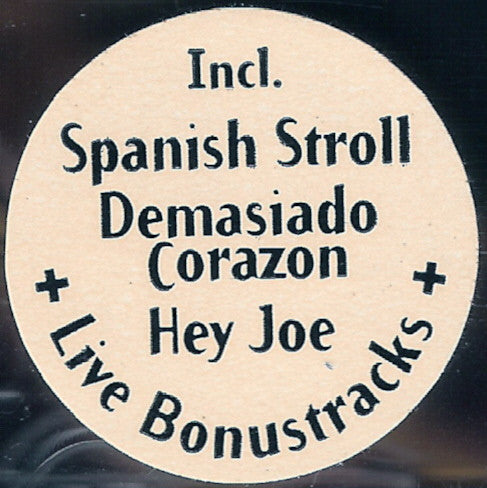 Incl.
Spanish Stroll
Demasiado
Corazon
Hey Joe
+ Live Bonustracks +